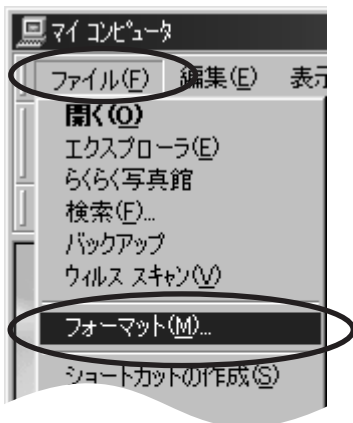 マイ コンピュータ
ファイル(F) 編集(E) 表示
開く(O)
エクスプローラ(E)
らくらく写真館
検索(F)...
バックアップ
ウィルス スキャン(V)
フォーマット(M)...
ショートカットの作成(S)